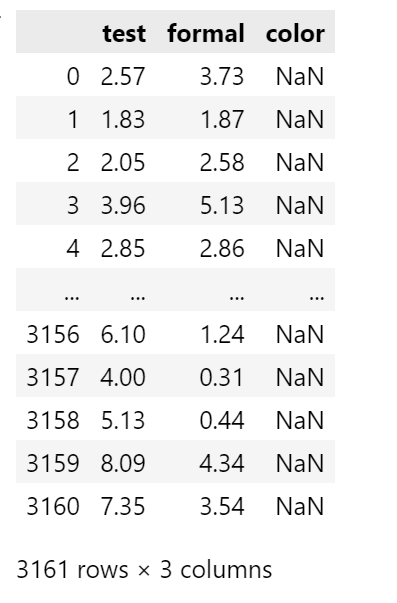 test formal color
0 2.57 3.73 NaN
1 1.83 1.87 NaN
2 2.05 2.58 NaN
3 3.96 5.13 NaN
4 2.85 2.86 NaN
... ... ... ...
3156 6.10 1.24 NaN
3157 4.00 0.31 NaN
3158 5.13 0.44 NaN
3159 8.09 4.34 NaN
3160 7.35 3.54 NaN
3161 rows × 3 columns